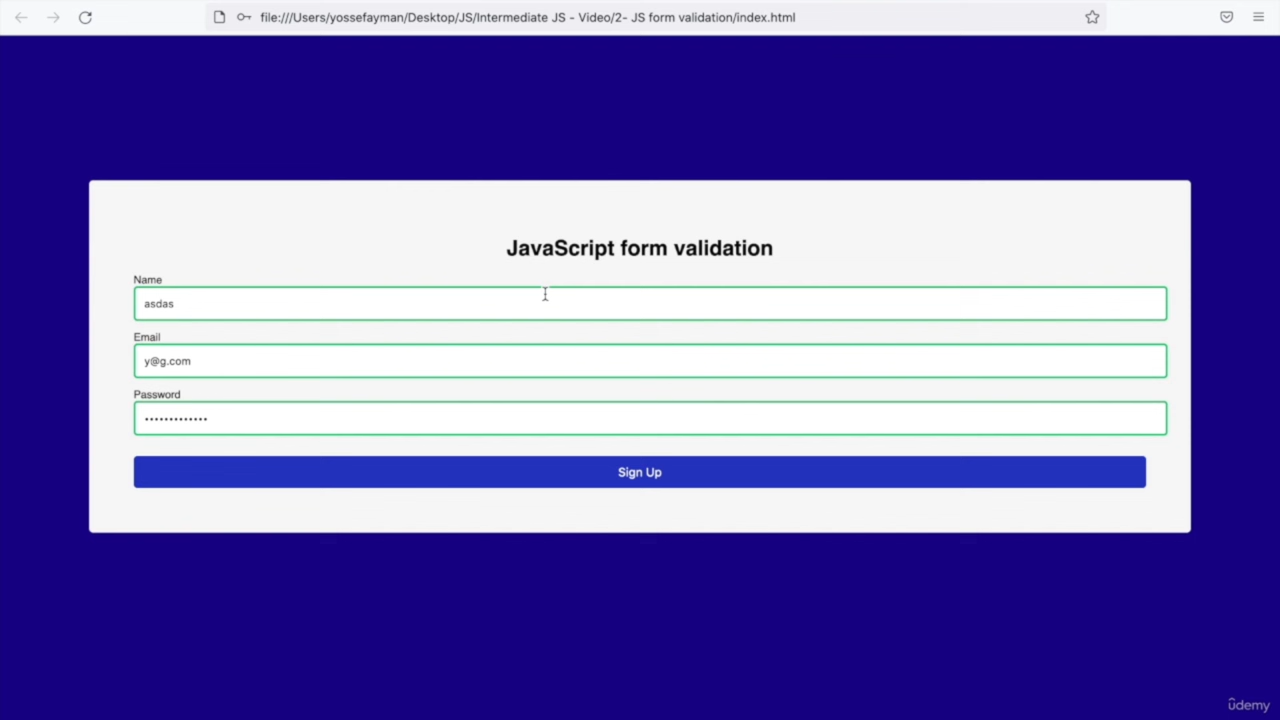 file:///Users/yossefayman/Desktop/JS/Intermediate JS - Video/2- JS form validation/index.html
JavaScript form validation
Name
asdas
Email
y@g.com
Password
•••••••••••••
Sign Up
ûdemy